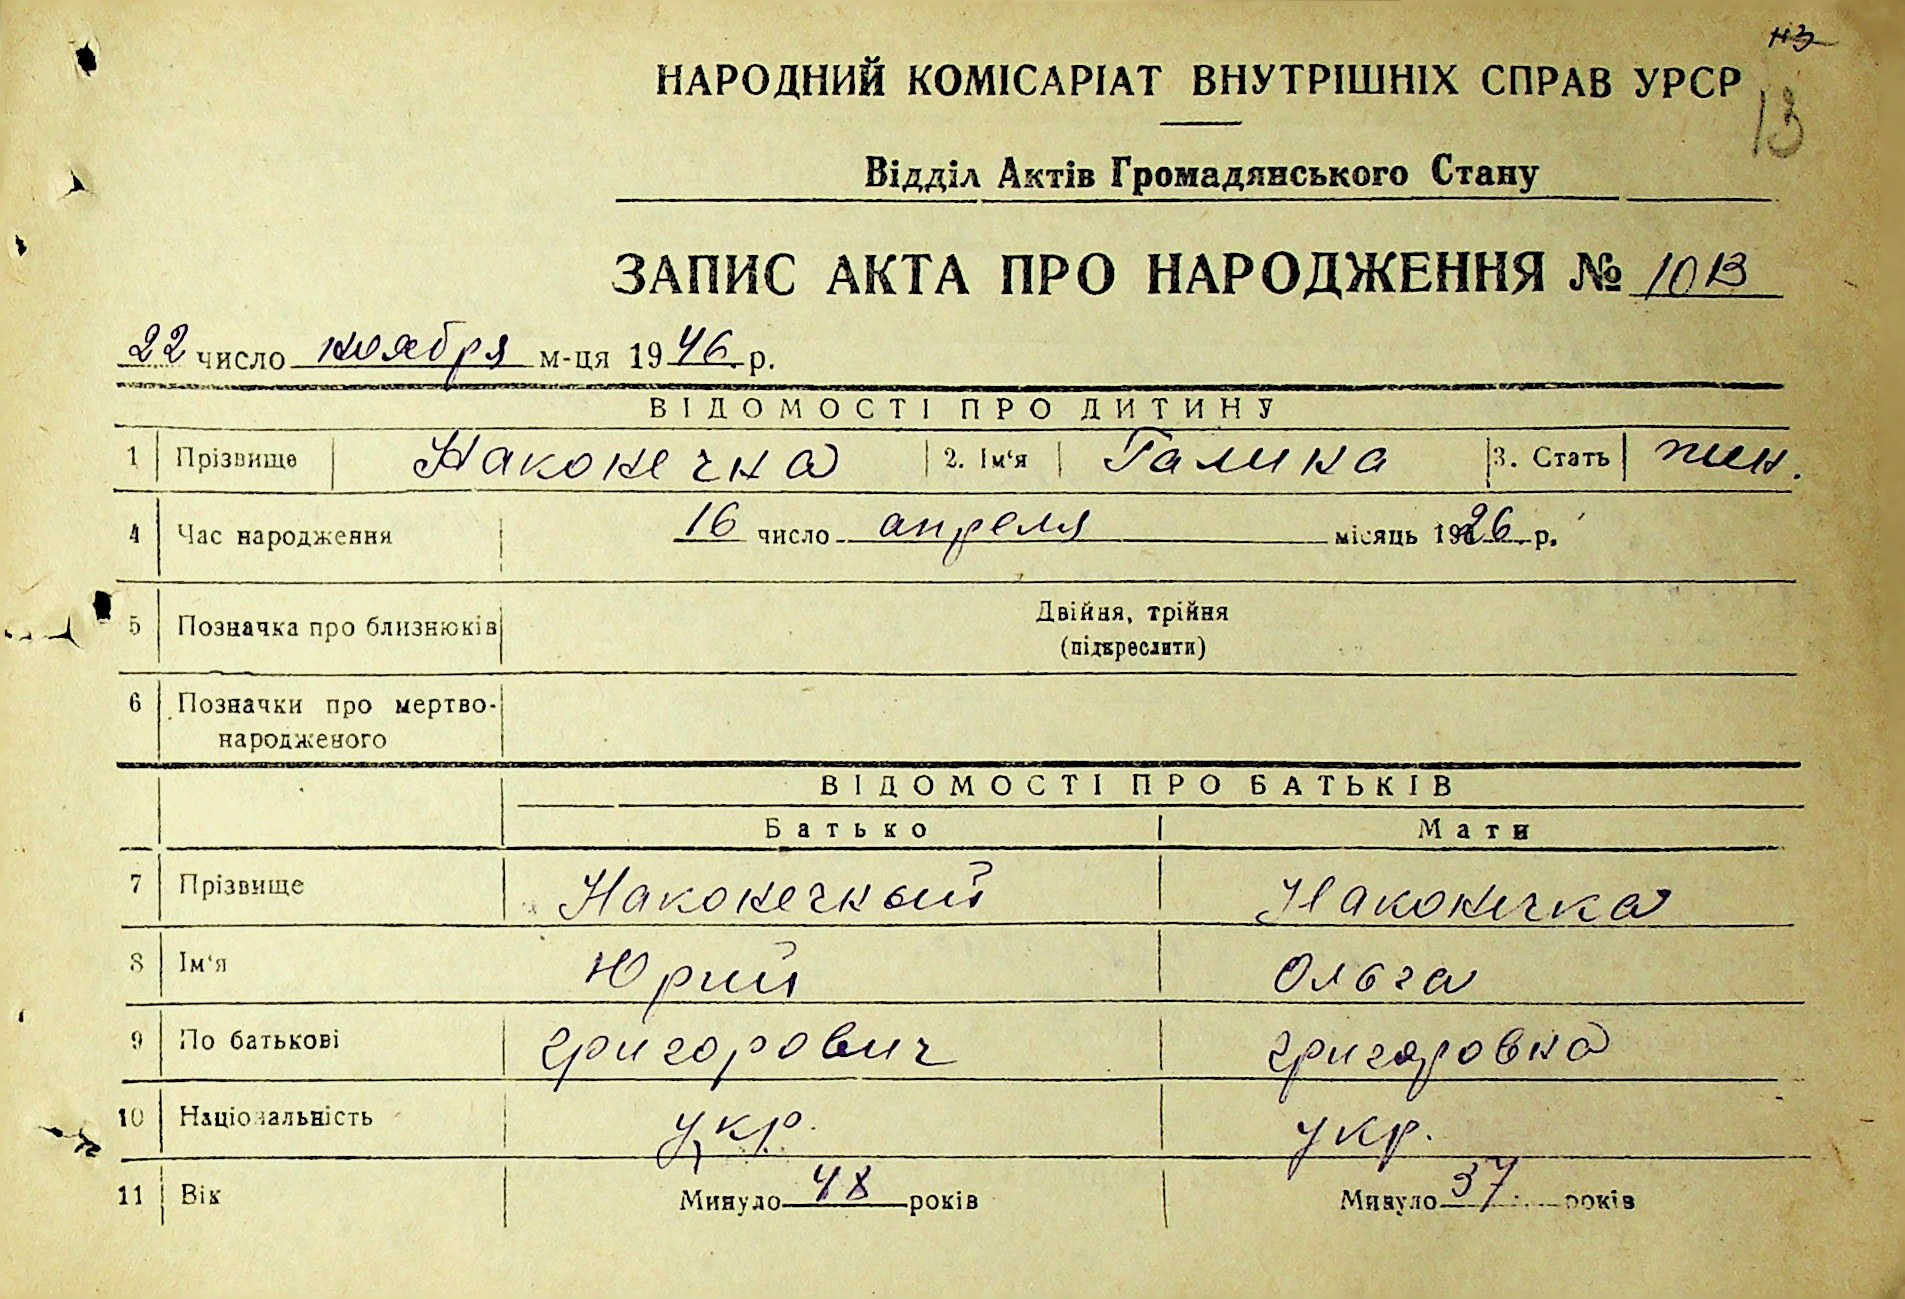 нз
НАРОДНИЙ КОМІСАРІАТ ВНУТРІШНІХ СПРАВ УРСР
13
Відділ Актів Громадянського Стану
ЗАПИС АКТА ПРО НАРОДЖЕННЯ № 1013
22 число ноября м-ця 1946 р.
ВІДОМОСТІ ПРО ДИТИНУ
1 Прізвище Наконечна 2. Ім‘я Галина 3. Стать жін.
4 Час народження 16 число апреля місяць 1926 р.
5 Позначка про близнюків Двійня, трійня
(підкреслити)
6 Позначки про мертво-
народженого
ВІДОМОСТІ ПРО БАТЬКІВ
Батько Мати
7 Прізвище Наконечный Наконечна
8 Ім‘я Юрий Ольга
9 По батькові Григорович Григоровна
10 Національність укр. укр.
11 Вік Минуло 48 років Минуло 37 років